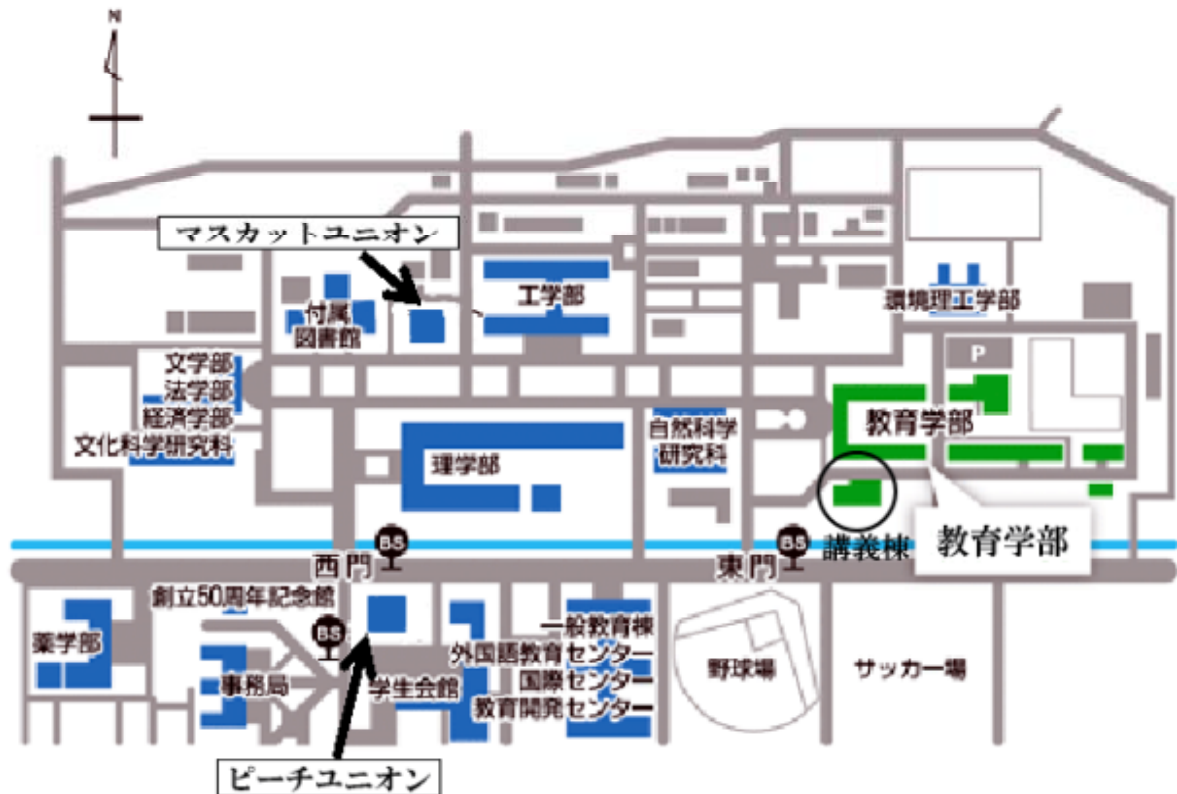 N
マスカットユニオン
工学部
環境理工学部
付属
図書館
P
文学部
法学部
経済学部
文化科学研究科
理学部
自然科学
研究科
教育学部
BS
BS
西門
東門
講義棟
教育学部
創立50周年記念館
BS
薬学部
事務局
学生会館
一般教育棟
外国語教育センター
国際センター
教育開発センター
野球場
サッカー場
ピーチユニオン